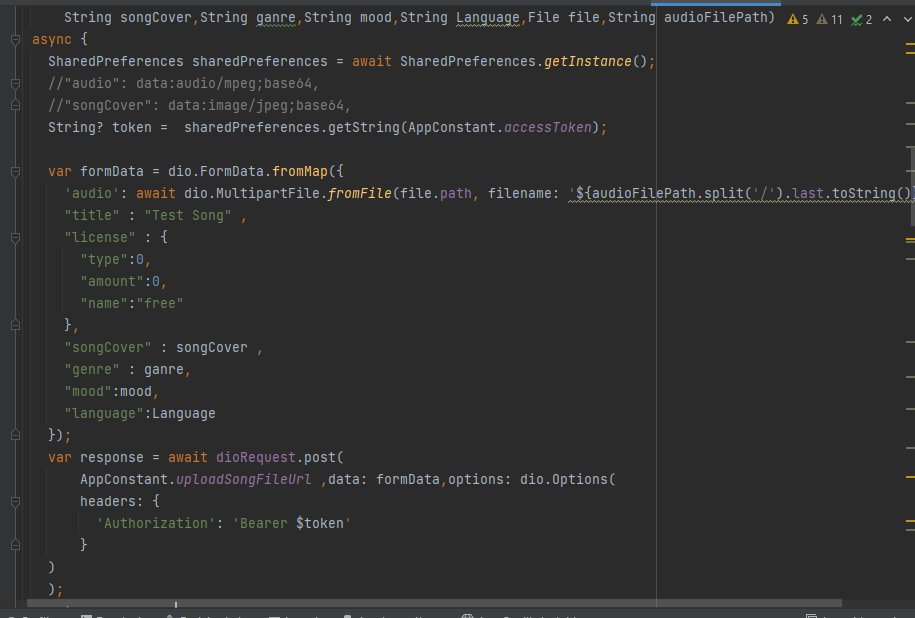 String songCover,String ganre,String mood,String Language,File file,String audioFilePath) 5 11 2
async {
SharedPreferences sharedPreferences = await SharedPreferences.getInstance();
//"audio": data:audio/mpeg;base64,
//"songCover": data:image/jpeg;base64,
String? token =  sharedPreferences.getString(AppConstant.accessToken);
var formData = dio.FormData.fromMap({
'audio': await dio.MultipartFile.fromFile(file.path, filename: '${audioFilePath.split('/').last.toString()}
"title" : "Test Song" ,
"license" : {
"type":0,
"amount":0,
"name":"free"
},
"songCover" : songCover ,
"genre" : ganre,
"mood":mood,
"language":Language
});
var response = await dioRequest.post(
AppConstant.uploadSongFileUrl ,data: formData,options: dio.Options(
headers: {
'Authorization': 'Bearer $token'
}
)
);